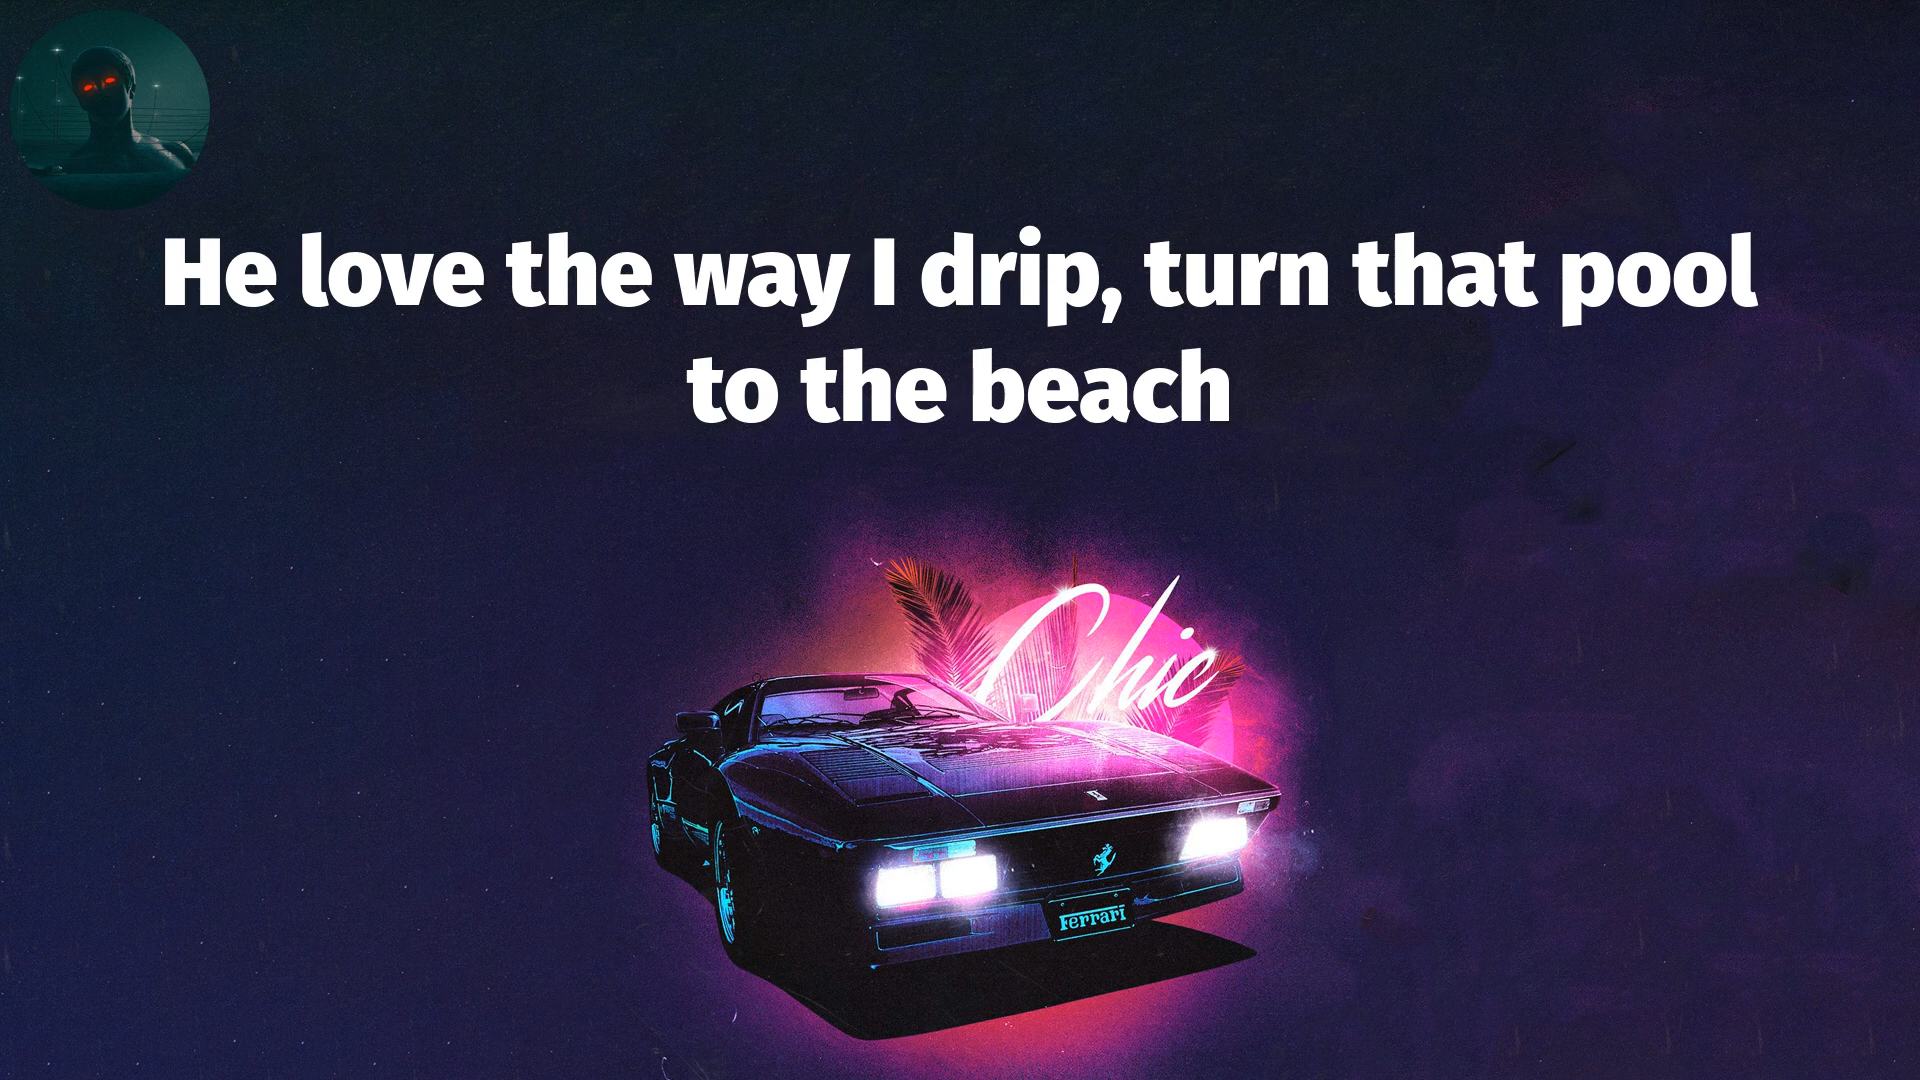 He love the way I drip, turn that pool
to the beach
Chic
Ferrari